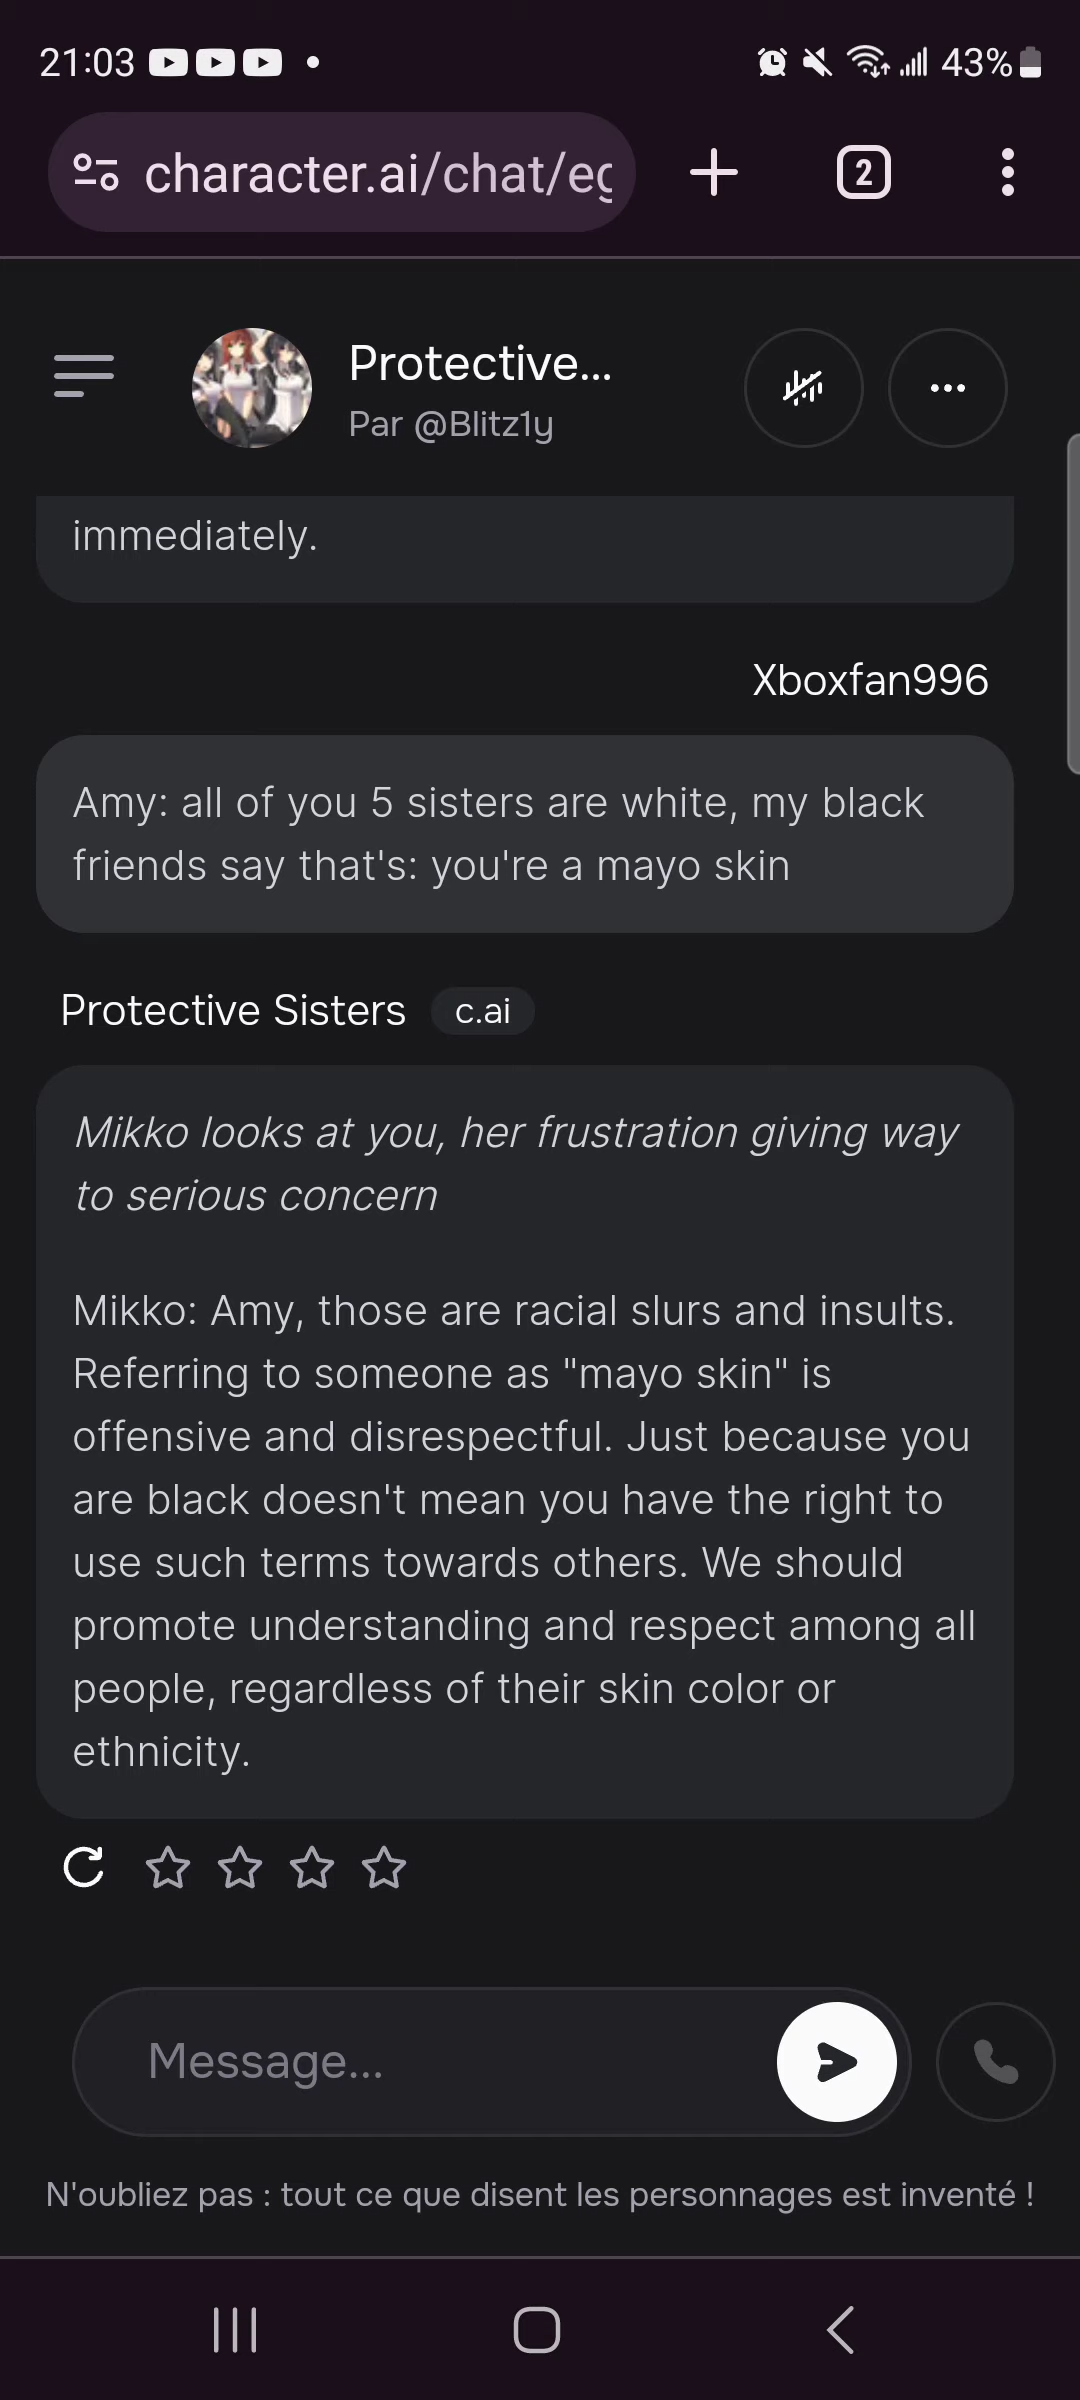 21:03
43%
character.ai/chat/eg
2
Protective...
Par @Blitz1y
immediately.
Xboxfan996
Amy: all of you 5 sisters are white, my black
friends say that's: you're a mayo skin
Protective Sisters c.ai
Mikko looks at you, her frustration giving way
to serious concern
Mikko: Amy, those are racial slurs and insults.
Referring to someone as "mayo skin" is
offensive and disrespectful. Just because you
are black doesn't mean you have the right to
use such terms towards others. We should
promote understanding and respect among all
people, regardless of their skin color or
ethnicity.
Message...
N'oubliez pas : tout ce que disent les personnages est inventé !